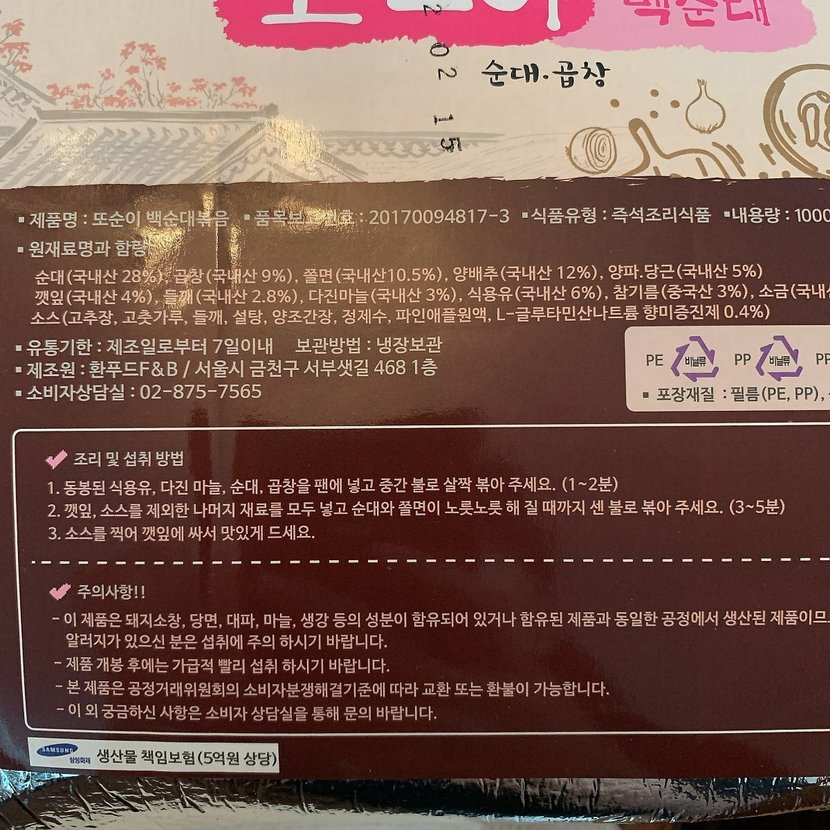 백순대
202 15
순대.곱창
▪ 제품명 : 또순이 백순대볶음 ▪ 품목보고번호 : 20170094817-3 ▪ 식품유형 : 즉석조리식품 ▪ 내용량 : 1000
▪ 원재료명과 함량
순대(국내산 28%), 곱창(국내산 9%), 쫄면(국내산10.5%), 양배추(국내산 12%), 양파.당근(국내산 5%)
깻잎(국내산 4%), 들깨(국내산 2.8%), 다진마늘(국내산 3%), 식용유(국내산 6%), 참기름(중국산 3%), 소금(국내산
소스(고추장, 고춧가루, 들깨, 설탕, 양조간장, 정제수, 파인애플원액, L-글루타민산나트륨 향미증진제 0.4%)
▪ 유통기한 : 제조일로부터 7일이내 보관방법 : 냉장보관
▪ 제조원 : 환푸드F&B / 서울시 금천구 서부샛길 468 1층
▪ 소비자상담실 : 02-875-7565
PE 비닐류 PP 비닐류 PP
▪ 포장재질 : 필름(PE, PP),
조리 및 섭취 방법
1. 동봉된 식용유, 다진 마늘, 순대, 곱창을 팬에 넣고 중간 불로 살짝 볶아 주세요. (1~2분)
2. 깻잎, 소스를 제외한 나머지 재료를 모두 넣고 순대와 쫄면이 노릇노릇 해 질 때까지 센 불로 볶아 주세요. (3~5분)
3. 소스를 찍어 깻잎에 싸서 맛있게 드세요.
주의사항!!
- 이 제품은 돼지소창, 당면, 대파, 마늘, 생강 등의 성분이 함유되어 있거나 함유된 제품과 동일한 공정에서 생산된 제품이므로
알러지가 있으신 분은 섭취에 주의 하시기 바랍니다.
- 제품 개봉 후에는 가급적 빨리 섭취 하시기 바랍니다.
- 본 제품은 공정거래위원회의 소비자분쟁해결기준에 따라 교환 또는 환불이 가능합니다.
- 이 외 궁금하신 사항은 소비자 상담실을 통해 문의 바랍니다.
SAMSUNG 삼성화재 생산물 책임보험(5억원 상당)